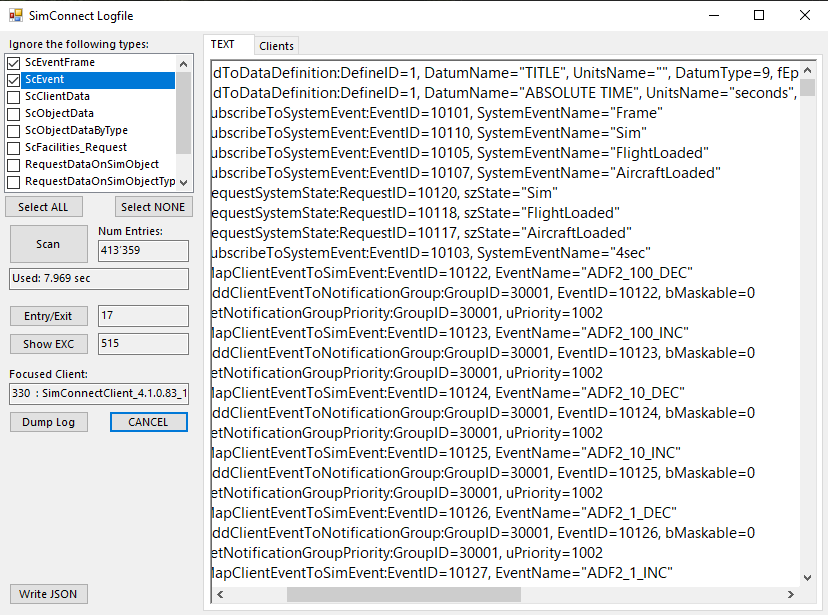 SimConnect Logfile
Ignore the following types:
ScEventFrame
ScEvent
ScClientData
ScObjectData
ScObjectDataByType
ScFacilities_Request
RequestDataOnSimObject
RequestDataOnSimObjectTyp
Select ALL
Select NONE
Scan
Num Entries:
413'359
Used: 7.969 sec
Entry/Exit
17
Show EXC
515
Focused Client:
330 : SimConnectClient_4.1.0.83_1
Dump Log
CANCEL
Write JSON
TEXT
Clients
dToDataDefinition:DefineID=1, DatumName="TITLE", UnitsName="", DatumType=9, fEp
dToDataDefinition:DefineID=1, DatumName="ABSOLUTE TIME", UnitsName="seconds",
ubscribeToSystemEvent:EventID=10101, SystemEventName="Frame"
ubscribeToSystemEvent:EventID=10110, SystemEventName="Sim"
ubscribeToSystemEvent:EventID=10105, SystemEventName="FlightLoaded"
ubscribeToSystemEvent:EventID=10107, SystemEventName="AircraftLoaded"
equestSystemState:RequestID=10120, szState="Sim"
equestSystemState:RequestID=10118, szState="FlightLoaded"
equestSystemState:RequestID=10117, szState="AircraftLoaded"
ubscribeToSystemEvent:EventID=10103, SystemEventName="4sec"
MapClientEventToSimEvent:EventID=10122, EventName="ADF2_100_DEC"
ddClientEventToNotificationGroup:GroupID=30001, EventID=10122, bMaskable=0
etNotificationGroupPriority:GroupID=30001, uPriority=1002
MapClientEventToSimEvent:EventID=10123, EventName="ADF2_100_INC"
ddClientEventToNotificationGroup:GroupID=30001, EventID=10123, bMaskable=0
etNotificationGroupPriority:GroupID=30001, uPriority=1002
MapClientEventToSimEvent:EventID=10124, EventName="ADF2_10_DEC"
ddClientEventToNotificationGroup:GroupID=30001, EventID=10124, bMaskable=0
etNotificationGroupPriority:GroupID=30001, uPriority=1002
MapClientEventToSimEvent:EventID=10125, EventName="ADF2_10_INC"
ddClientEventToNotificationGroup:GroupID=30001, EventID=10125, bMaskable=0
etNotificationGroupPriority:GroupID=30001, uPriority=1002
MapClientEventToSimEvent:EventID=10126, EventName="ADF2_1_DEC"
ddClientEventToNotificationGroup:GroupID=30001, EventID=10126, bMaskable=0
etNotificationGroupPriority:GroupID=30001, uPriority=1002
MapClientEventToSimEvent:EventID=10127, EventName="ADF2_1_INC"